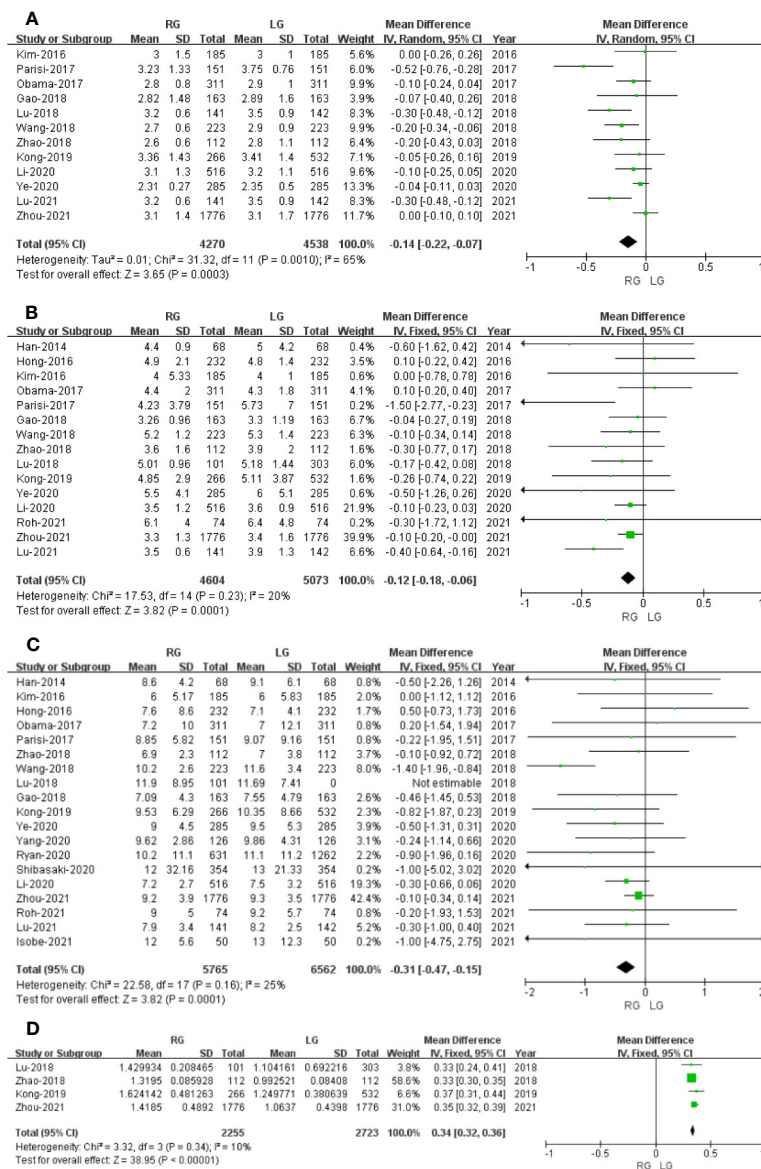 A
RG LG Mean Difference Mean Difference
Study or Subgroup Mean SD Total Mean SD Total Weight IV, Random, 95% CI Year IV, Random, 95% CI
Kim-2016 3 1.5 185 3 1 185 5.6% 0.00 [-0.26, 0.26] 2016
Parisi-2017 3.23 1.33 151 3.75 0.76 151 6.2% -0.52 [-0.76, -0.28] 2017
Obama-2017 2.8 0.8 311 2.9 1 311 9.9% -0.10 [-0.24, 0.04] 2017
Gao-2018 2.82 1.48 163 2.89 1.6 163 4.1% -0.07 [-0.40, 0.26] 2018
Lu-2018 3.2 0.6 141 3.5 0.9 142 8.5% -0.30 [-0.48, -0.12] 2018
Wang-2018 2.7 0.6 223 2.9 0.9 223 9.8% -0.20 [-0.34, -0.06] 2018
Zhao-2018 2.6 0.6 112 2.8 1.1 112 6.4% -0.20 [-0.43, 0.03] 2018
Kong-2019 3.36 1.43 266 3.41 1.4 532 7.1% -0.05 [-0.26, 0.16] 2019
Li-2020 3.1 1.3 516 3.2 1.1 516 9.6% -0.10 [-0.25, 0.05] 2020
Ye-2020 2.31 0.27 285 2.35 0.5 285 13.3% -0.04 [-0.11, 0.03] 2020
Lu-2021 3.2 0.6 141 3.5 0.9 142 8.5% -0.30 [-0.48, -0.12] 2021
Zhou-2021 3.1 1.4 1776 3.1 1.7 1776 11.7% 0.00 [-0.10, 0.10] 2021
Total (95% CI) 4270 4538 100.0% -0.14 [-0.22, -0.07]
Heterogeneity: Tau² = 0.01; Chi² = 31.32, df = 11 (P = 0.0010); I² = 65%
Test for overall effect: Z = 3.65 (P = 0.0003)
-1 -0.5 0 0.5 1
RG LG
B
RG LG Mean Difference Mean Difference
Study or Subgroup Mean SD Total Mean SD Total Weight IV, Fixed, 95% CI Year IV, Fixed, 95% CI
Han-2014 4.4 0.9 68 5 4.2 68 0.4% -0.60 [-1.62, 0.42] 2014
Hong-2016 4.9 2.1 232 4.8 1.4 232 3.7% 0.10 [-0.22, 0.42] 2016
Kim-2016 4 5.33 185 4 1 185 0.6% 0.00 [-0.78, 0.78] 2016
Obama-2017 4.4 2 311 4.3 1.8 311 4.1% 0.10 [-0.20, 0.40] 2017
Parisi-2017 4.23 3.79 151 5.73 7 151 0.2% -1.50 [-2.77, -0.23] 2017
Gao-2018 3.26 0.96 163 3.3 1.19 163 6.7% -0.04 [-0.27, 0.19] 2018
Wang-2018 5.2 1.2 223 5.3 1.4 223 6.3% -0.10 [-0.34, 0.14] 2018
Zhao-2018 3.6 1.6 112 3.9 2 112 1.6% -0.30 [-0.77, 0.17] 2018
Lu-2018 5.01 0.96 101 5.18 1.44 303 5.9% -0.17 [-0.42, 0.08] 2018
Kong-2019 4.85 2.9 266 5.11 3.87 532 1.6% -0.26 [-0.74, 0.22] 2019
Ye-2020 5.5 4.1 285 6 5.1 285 0.6% -0.50 [-1.26, 0.26] 2020
Li-2020 3.5 1.2 516 3.6 0.9 516 21.9% -0.10 [-0.23, 0.03] 2020
Roh-2021 6.1 4 74 6.4 4.8 74 0.2% -0.30 [-1.72, 1.12] 2021
Zhou-2021 3.3 1.3 1776 3.4 1.6 1776 39.9% -0.10 [-0.20, -0.00] 2021
Lu-2021 3.5 0.6 141 3.9 1.3 142 6.4% -0.40 [-0.64, -0.16] 2021
Total (95% CI) 4604 5073 100.0% -0.12 [-0.18, -0.06]
Heterogeneity: Chi² = 17.53, df = 14 (P = 0.23); I² = 20%
Test for overall effect: Z = 3.82 (P = 0.0001)
-1 -0.5 0 0.5 1
RG LG
C
RG LG Mean Difference Mean Difference
Study or Subgroup Mean SD Total Mean SD Total Weight IV, Fixed, 95% CI Year IV, Fixed, 95% CI
Han-2014 8.6 4.2 68 9.1 6.1 68 0.8% -0.50 [-2.26, 1.26] 2014
Kim-2016 6 5.17 185 6 5.83 185 2.0% 0.00 [-1.12, 1.12] 2016
Hong-2016 7.6 8.6 232 7.1 4.1 232 1.7% 0.50 [-0.73, 1.73] 2016
Obama-2017 7.2 10 311 7 12.1 311 0.8% 0.20 [-1.54, 1.94] 2017
Parisi-2017 8.85 5.82 151 9.07 9.16 151 0.9% -0.22 [-1.95, 1.51] 2017
Zhao-2018 6.9 2.3 112 7 3.8 112 3.7% -0.10 [-0.92, 0.72] 2018
Wang-2018 10.2 2.6 223 11.6 3.4 223 8.0% -1.40 [-1.96, -0.84] 2018
Lu-2018 11.9 8.95 101 11.69 7.41 0 Not estimable 2018
Gao-2018 7.09 4.3 163 7.55 4.79 163 2.6% -0.46 [-1.45, 0.53] 2018
Kong-2019 9.53 6.29 266 10.35 8.66 532 2.3% -0.82 [-1.87, 0.23] 2019
Ye-2020 9 4.5 285 9.5 5.3 285 3.9% -0.50 [-1.31, 0.31] 2020
Yang-2020 9.62 2.86 126 9.86 4.31 126 3.1% -0.24 [-1.14, 0.66] 2020
Ryan-2020 10.2 11.1 631 11.1 11.2 1262 2.2% -0.90 [-1.96, 0.16] 2020
Shibasaki-2020 12 32.16 354 13 21.33 354 0.2% -1.00 [-5.02, 3.02] 2020
Li-2020 7.2 2.7 516 7.5 3.2 516 19.3% -0.30 [-0.66, 0.06] 2020
Zhou-2021 9.2 3.9 1776 9.3 3.5 1776 42.4% -0.10 [-0.34, 0.14] 2021
Roh-2021 9 5 74 9.2 5.7 74 0.8% -0.20 [-1.93, 1.53] 2021
Lu-2021 7.9 3.4 141 8.2 2.5 142 5.2% -0.30 [-1.00, 0.40] 2021
Isobe-2021 12 5.6 50 13 12.3 50 0.2% -1.00 [-4.75, 2.75] 2021
Total (95% CI) 5765 6562 100.0% -0.31 [-0.47, -0.15]
Heterogeneity: Chi² = 22.58, df = 17 (P = 0.16); I² = 25%
Test for overall effect: Z = 3.82 (P = 0.0001)
-2 -1 0 1 2
RG LG
D
RG LG Mean Difference Mean Difference
Study or Subgroup Mean SD Total Mean SD Total Weight IV, Fixed, 95% CI Year IV, Fixed, 95% CI
Lu-2018 1.429934 0.208465 101 1.104161 0.692216 303 3.8% 0.33 [0.24, 0.41] 2018
Zhao-2018 1.3195 0.085928 112 0.992521 0.08408 112 58.6% 0.33 [0.30, 0.35] 2018
Kong-2019 1.624142 0.481263 266 1.249771 0.380639 532 6.7% 0.37 [0.31, 0.44] 2019
Zhou-2021 1.4185 0.4892 1776 1.0637 0.4398 1776 31.0% 0.35 [0.32, 0.39] 2021
Total (95% CI) 2255 2723 100.0% 0.34 [0.32, 0.36]
Heterogeneity: Chi² = 3.32, df = 3 (P = 0.34); I² = 10%
Test for overall effect: Z = 38.95 (P < 0.00001)
-1 -0.5 0 0.5 1
RG LG